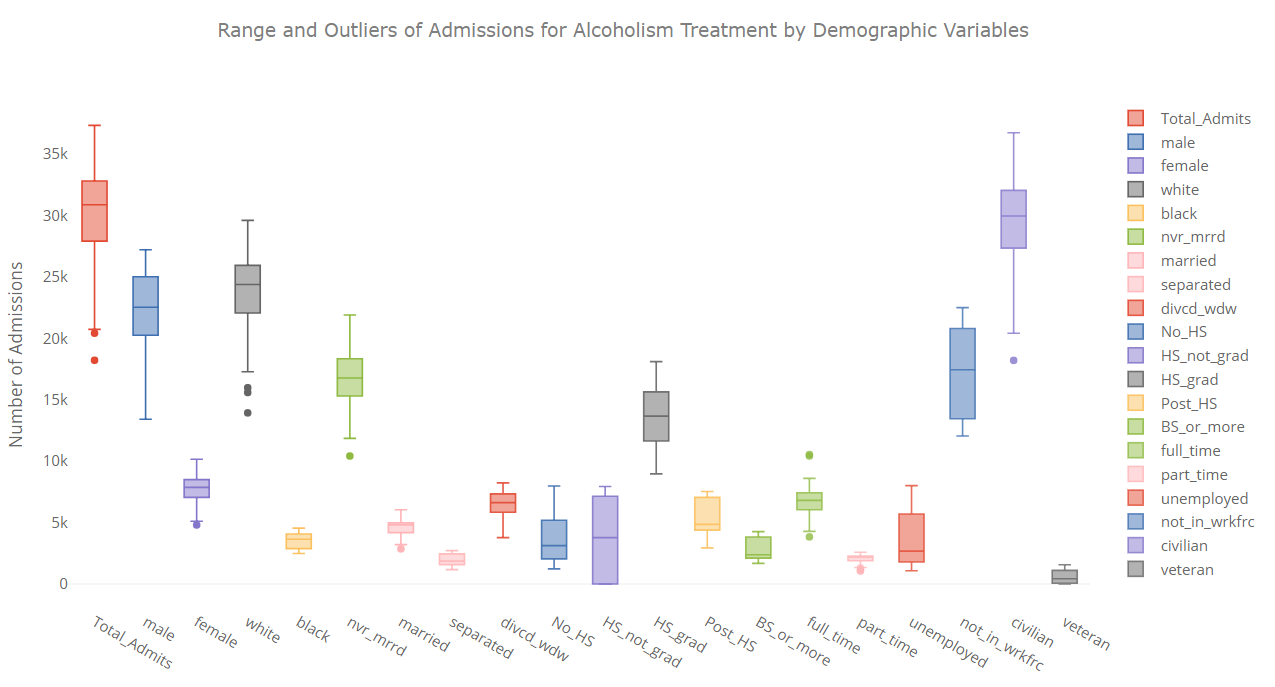 Range and Outliers of Admissions for Alcoholism Treatment by Demographic Variables
Number of Admissions
35k
30k
25k
20k
15k
10k
5k
0
Total_Admits
male
female
white
black
nvr_mrrd
married
separated
divcd_wdw
No_HS
HS_not_grad
HS_grad
Post_HS
BS_or_more
full_time
part_time
unemployed
not_in_wrkfrc
civilian
veteran
Total_Admits
male
female
white
black
nvr_mrrd
married
separated
divcd_wdw
No_HS
HS_not_grad
HS_grad
Post_HS
BS_or_more
full_time
part_time
unemployed
not_in_wrkfrc
civilian
veteran